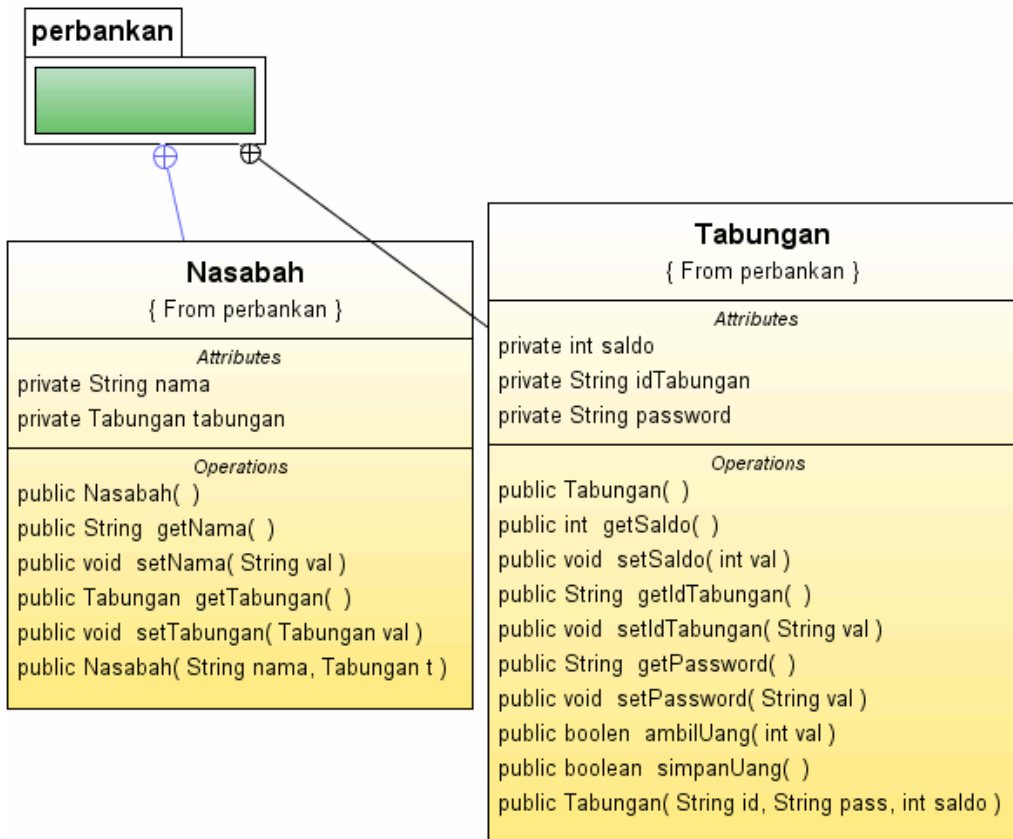 perbankan
Nasabah
{ From perbankan }
Attributes
private String nama
private Tabungan tabungan
Operations
public Nasabah( )
public String getNama( )
public void setNama( String val )
public Tabungan getTabungan( )
public void setTabungan( Tabungan val )
public Nasabah( String nama, Tabungan t )
Tabungan
{ From perbankan }
Attributes
private int saldo
private String idTabungan
private String password
Operations
public Tabungan( )
public int getSaldo( )
public void setSaldo( int val )
public String getIdTabungan( )
public void setIdTabungan( String val )
public String getPassword( )
public void setPassword( String val )
public boolen ambilUang( int val )
public boolean simpanUang( )
public Tabungan( String id, String pass, int saldo )